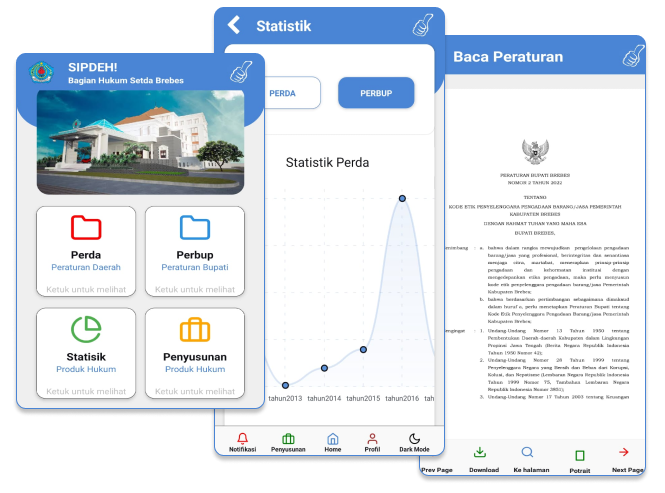 SIPDEH!
Bagian Hukum Setda Brebes
Perda
Peraturan Daerah
Ketuk untuk melihat
Perbup
Peraturan Bupati
Ketuk untuk melihat
Statisik
Produk Hukum
Ketuk untuk melihat
Penyusunan
Produk Hukum
Ketuk untuk melihat
Statistik
PERDA
PERBUP
Statistik Perda
tahun2013 tahun2014 tahun2015 tahun2016 tah
Notifikasi Penyusunan Home Profil Dark Mode
Baca Peraturan
PERATURAN BUPATI BREBES
NOMOR 2 TAHUN 2022
TENTANG
KODE ETIK PENYELENGGARA PENGADAAN BARANG/JASA PEMERINTAH
KABUPATEN BREBES
DENGAN RAHMAT TUHAN YANG MAHA ESA
BUPATI BREBES,
enimbang : a. bahwa dalam rangka mewujudkan pengelolaan pengadaan
barang/jasa yang profesional, berintegritas dan senantiasa
menjaga citra, martabat, menerapkan prinsip-prinsip
pengadaan dan kehormatan institusi dengan
mengedepankan etika pengadaan, maka perlu menyusun
kode etik penyelenggara pengadaan barang/jasa Pemerintah
Kabupaten Brebes;
b. bahwa berdasarkan pertimbangan sebagaimana dimaksud
dalam huruf a, perlu menetapkan Peraturan Bupati tentang
Kode Etik Penyelenggara Pengadaan Barang/Jasa Pemerintah
Kabupaten Brebes;
engingat : 1. Undang-Undang Nomor 13 Tahun 1950 tentang
Pembentukan Daerah-daerah Kabupaten dalam Lingkungan
Propinsi Jawa Tengah (Berita Negara Republik Indonesia
Tahun 1950 Nomor 42);
2. Undang-Undang Nomor 28 Tahun 1999 tentang
Penyelenggara Negara yang Bersih dan Bebas dari Korupsi,
Kolusi, dan Nepotisme (Lembaran Negara Republik Indonesia
Tahun 1999 Nomor 75, Tambahan Lembaran Negara
Republik Indonesia Nomor 3851);
3. Undang-Undang Nomor 17 Tahun 2003 tentang Keuangan
Prev Page Download Ke halaman Potrait Next Page